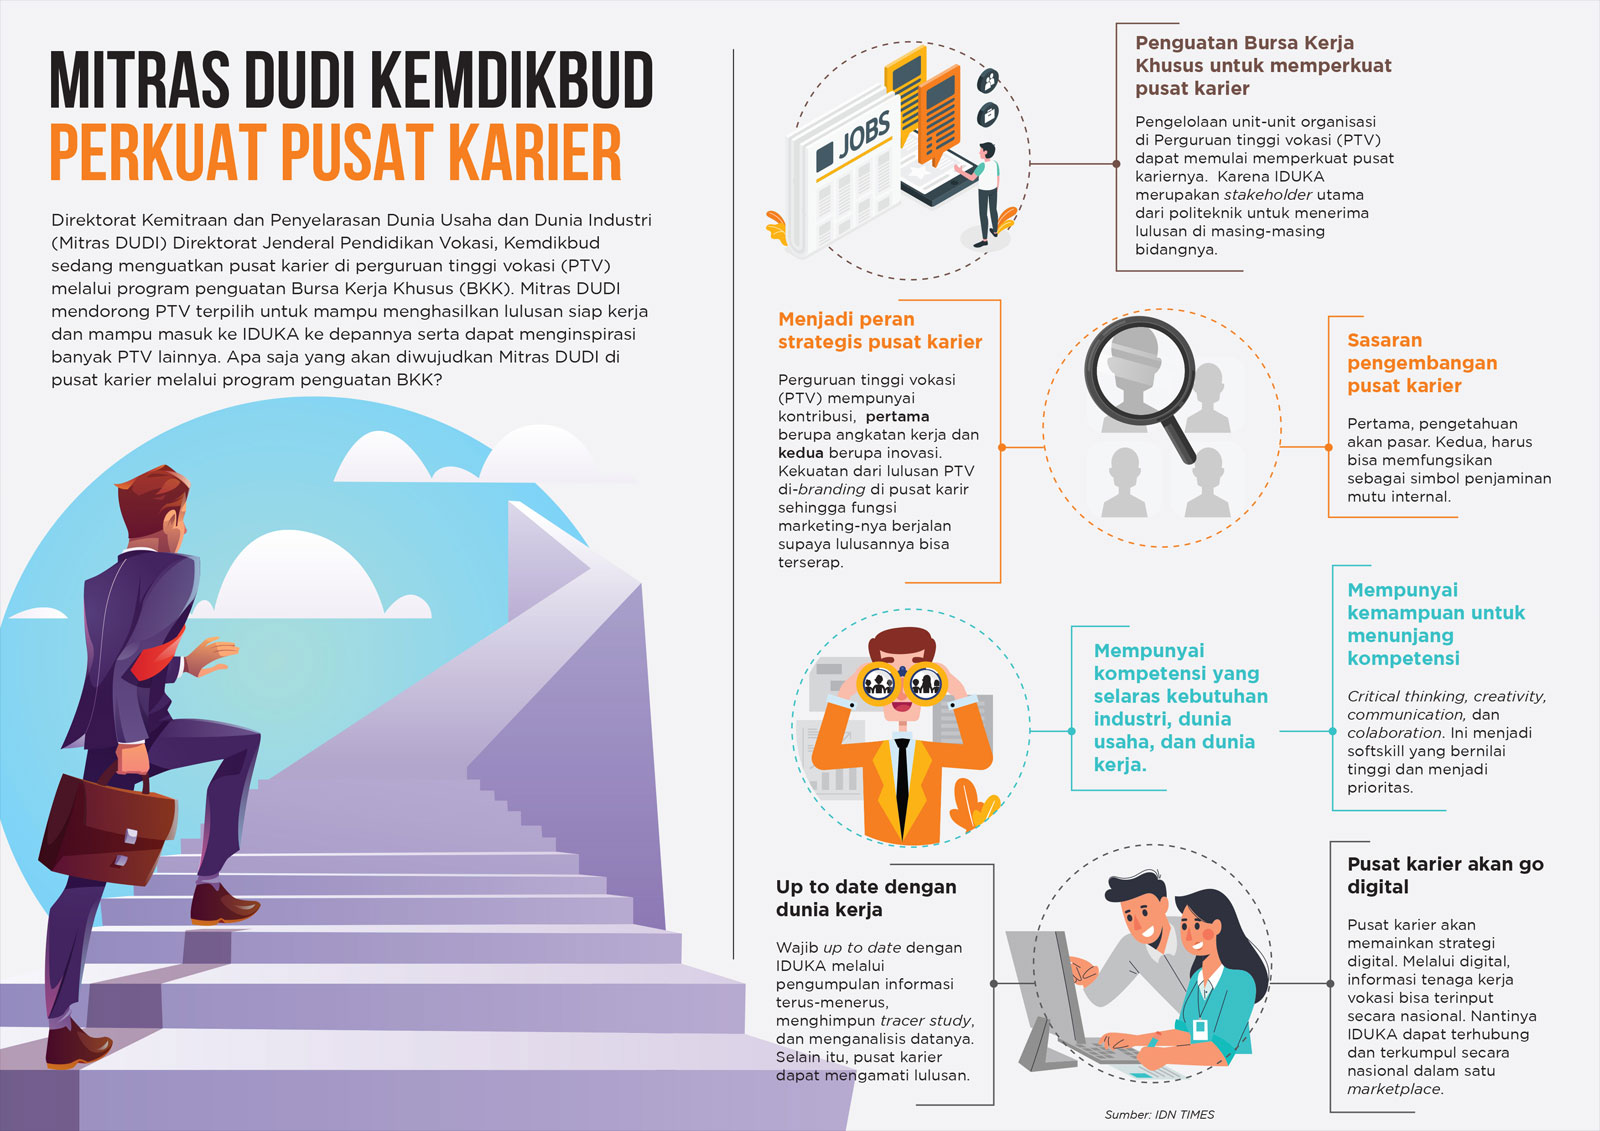 MITRAS DUDI KEMDIKBUD
PERKUAT PUSAT KARIER
Direktorat Kemitraan dan Penyelarasan Dunia Usaha dan Dunia Industri
(Mitras DUDI) Direktorat Jenderal Pendidikan Vokasi, Kemdikbud
sedang menguatkan pusat karier di perguruan tinggi vokasi (PTV)
melalui program penguatan Bursa Kerja Khusus (BKK). Mitras DUDI
mendorong PTV terpilih untuk mampu menghasilkan lulusan siap kerja
dan mampu masuk ke IDUKA ke depannya serta dapat menginspirasi
banyak PTV lainnya. Apa saja yang akan diwujudkan Mitras DUDI di
pusat karier melalui program penguatan BKK?
JOBS
Penguatan Bursa Kerja
Khusus untuk memperkuat
pusat karier
Pengelolaan unit-unit organisasi
di Perguruan tinggi vokasi (PTV)
dapat memulai memperkuat pusat
kariernya. Karena IDUKA
merupakan stakeholder utama
dari politeknik untuk menerima
lulusan di masing-masing
bidangnya.
Menjadi peran
strategis pusat karier
Perguruan tinggi vokasi
(PTV) mempunyai
kontribusi, pertama
berupa angkatan kerja dan
kedua berupa inovasi.
Kekuatan dari lulusan PTV
di-branding di pusat karir
sehingga fungsi
marketing-nya berjalan
supaya lulusannya bisa
terserap.
Sasaran
pengembangan
pusat karier
Pertama, pengetahuan
akan pasar. Kedua, harus
bisa memfungsikan
sebagai simbol penjaminan
mutu internal.
Mempunyai
kompetensi yang
selaras kebutuhan
industri, dunia
usaha, dan dunia
kerja.
Mempunyai
kemampuan untuk
menunjang
kompetensi
Critical thinking, creativity,
communication, dan
colaboration. Ini menjadi
softskill yang bernilai
tinggi dan menjadi
prioritas.
Up to date dengan
dunia kerja
Wajib up to date dengan
IDUKA melalui
pengumpulan informasi
terus-menerus,
menghimpun tracer study,
dan menganalisis datanya.
Selain itu, pusat karier
dapat mengamati lulusan.
Pusat karier akan go
digital
Pusat karier akan
memainkan strategi
digital. Melalui digital,
informasi tenaga kerja
vokasi bisa terinput
secara nasional. Nantinya
IDUKA dapat terhubung
dan terkumpul secara
nasional dalam satu
marketplace.
Sumber: IDN TIMES